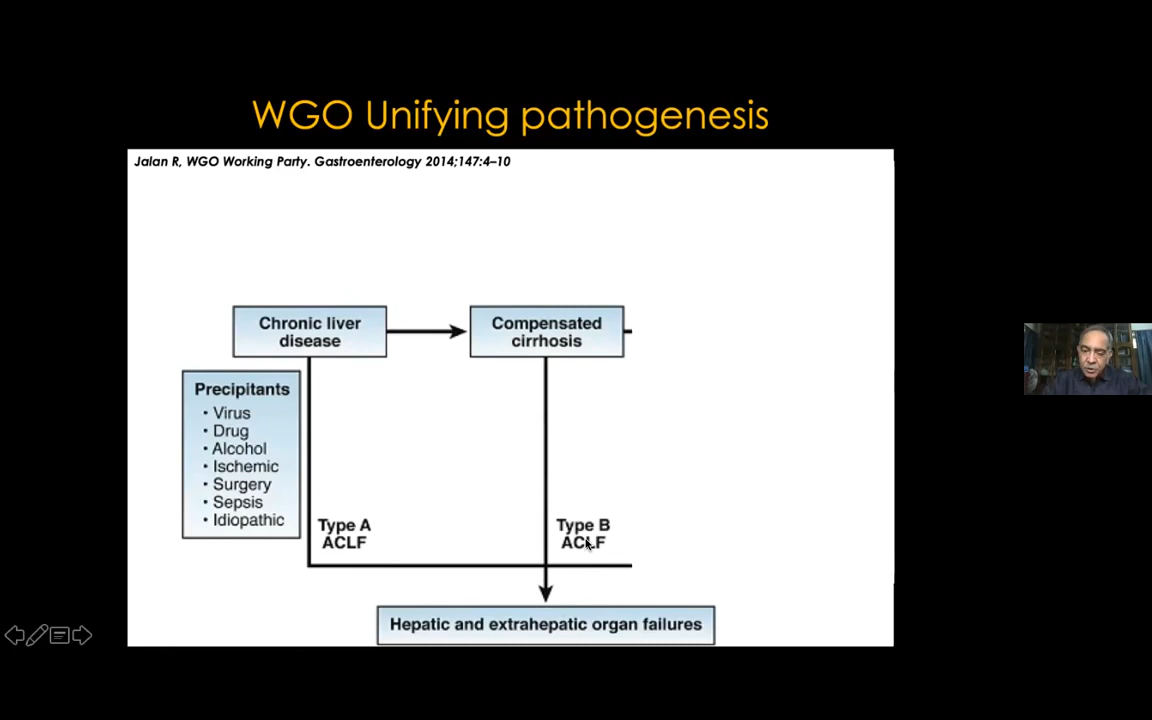 WGO Unifying pathogenesis
Jalan R, WGO Working Party. Gastroenterology 2014;147:4–10
Chronic liver
disease
Compensated
cirrhosis
Precipitants
• Virus
• Drug
• Alcohol
• Ischemic
• Surgery
• Sepsis
• Idiopathic
Type A
ACLF
Type B
ACLF
Hepatic and extrahepatic organ failures